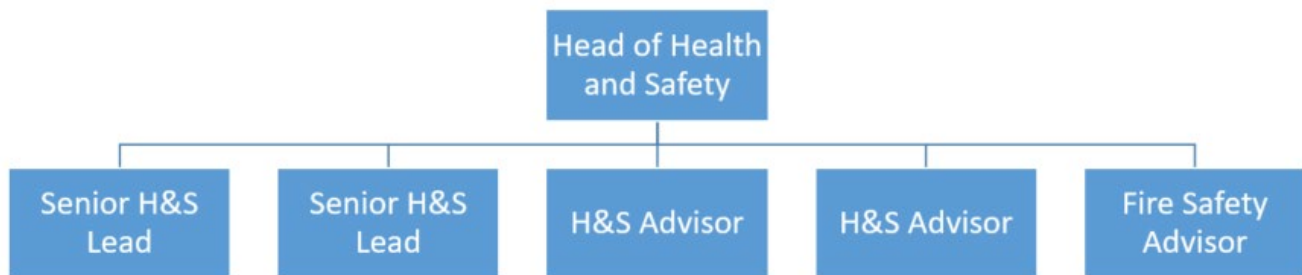 Head of Health
and Safety
Senior H&S
Lead
Senior H&S
Lead
H&S Advisor
H&S Advisor
Fire Safety
Advisor